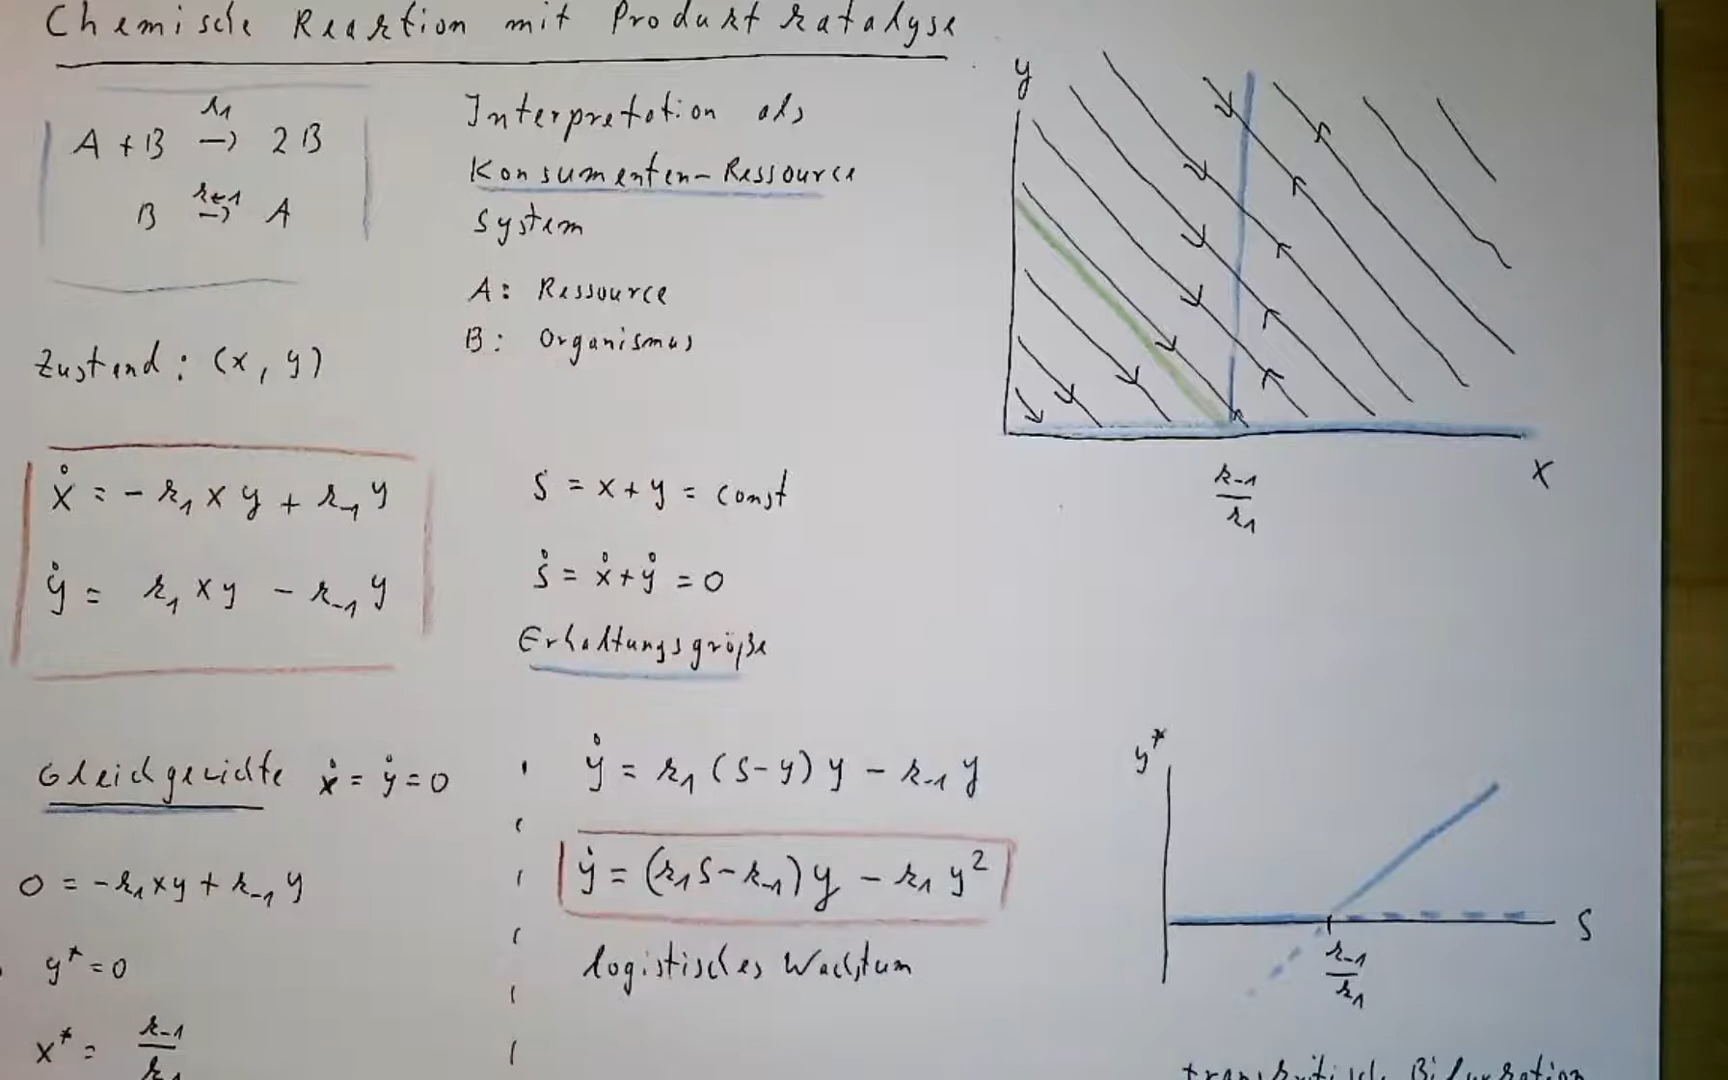 Chemische Reaktion mit Produktkatalyse
k₁
A + B → 2B
k₋₁
B → A
Interpretation als
Konsumenten-Ressource
System
A: Ressource
B: Organismus
Zustand: (x, y)
ẋ = - k₁ x y + k₋₁ y
ẏ = k₁ x y - k₋₁ y
S = x + y = const
Ṡ = ẋ + ẏ = 0
Erhaltungsgröße
y
x
k₋₁
k₁
Gleichgewichte ẋ = ẏ = 0
0 = - k₁ x y + k₋₁ y
y* = 0
x* = k₋₁
k₁
ẏ = k₁ (S - y) y - k₋₁ y
ẏ = (k₁ S - k₋₁) y - k₁ y²
logistisches Wachstum
y*
S
k₋₁
k₁
transkritische Bifurkation